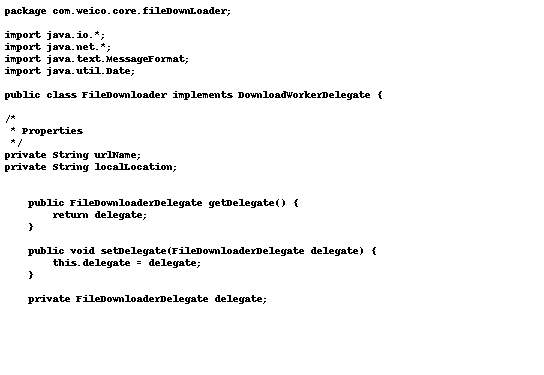 package com.weico.core.fileDownLoader;
import java.io.*;
import java.net.*;
import java.text.MessageFormat;
import java.util.Date;
public class FileDownloader implements DownloadWorkerDelegate {
/*
 * Properties
 */
private String urlName;
private String localLocation;
    public FileDownloaderDelegate getDelegate() {
        return delegate;
    }
    public void setDelegate(FileDownloaderDelegate delegate) {
        this.delegate = delegate;
    }
    private FileDownloaderDelegate delegate;